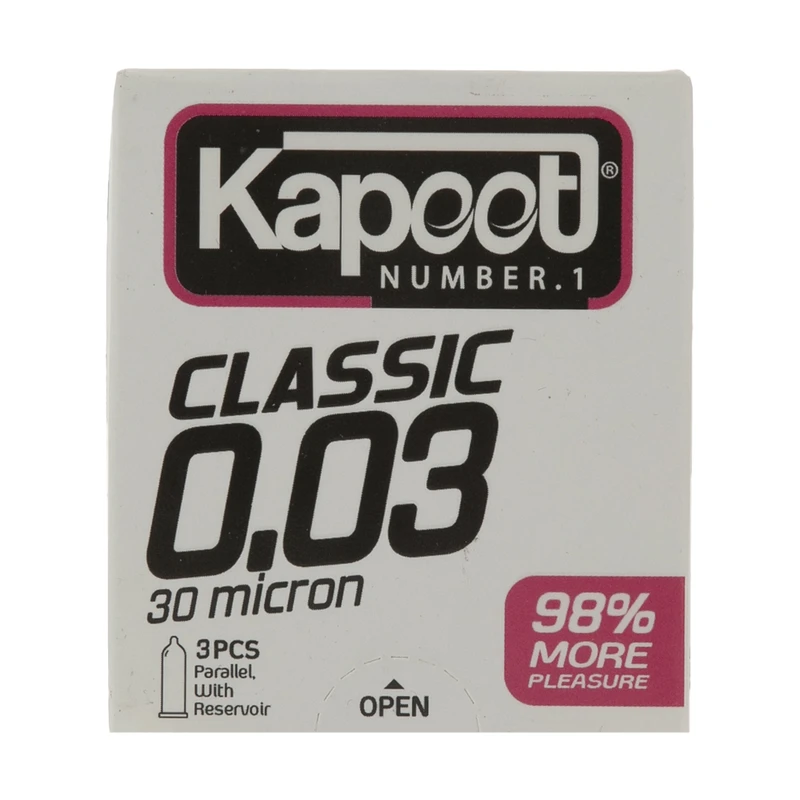 Kapoot®
NUMBER.1
CLASSIC
0.03
30 micron
3PCS
Parallel,
With
Reservoir
OPEN
98%
MORE
PLEASURE